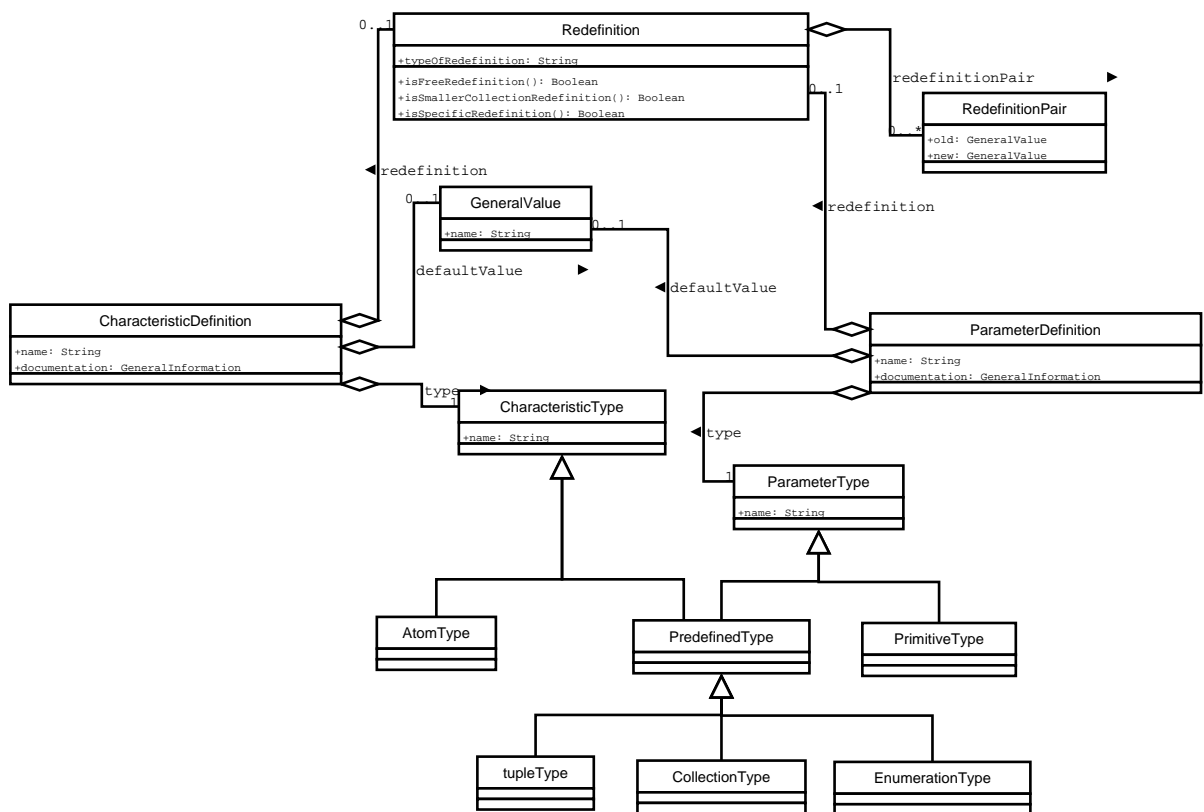 0..1
Redefinition
+typeOfRedefinition: String
+isFreeRedefinition(): Boolean
+isSmallerCollectionRedefinition(): Boolean
+isSpecificRedefinition(): Boolean
redefinitionPair
0..1
RedefinitionPair
0..*
+old: GeneralValue
+new: GeneralValue
redefinition
0..1
GeneralValue
+name: String
0..1
redefinition
defaultValue
defaultValue
CharacteristicDefinition
+name: String
+documentation: GeneralInformation
ParameterDefinition
+name: String
+documentation: GeneralInformation
type
1
CharacteristicType
+name: String
type
1
ParameterType
+name: String
AtomType
PredefinedType
PrimitiveType
tupleType
CollectionType
EnumerationType